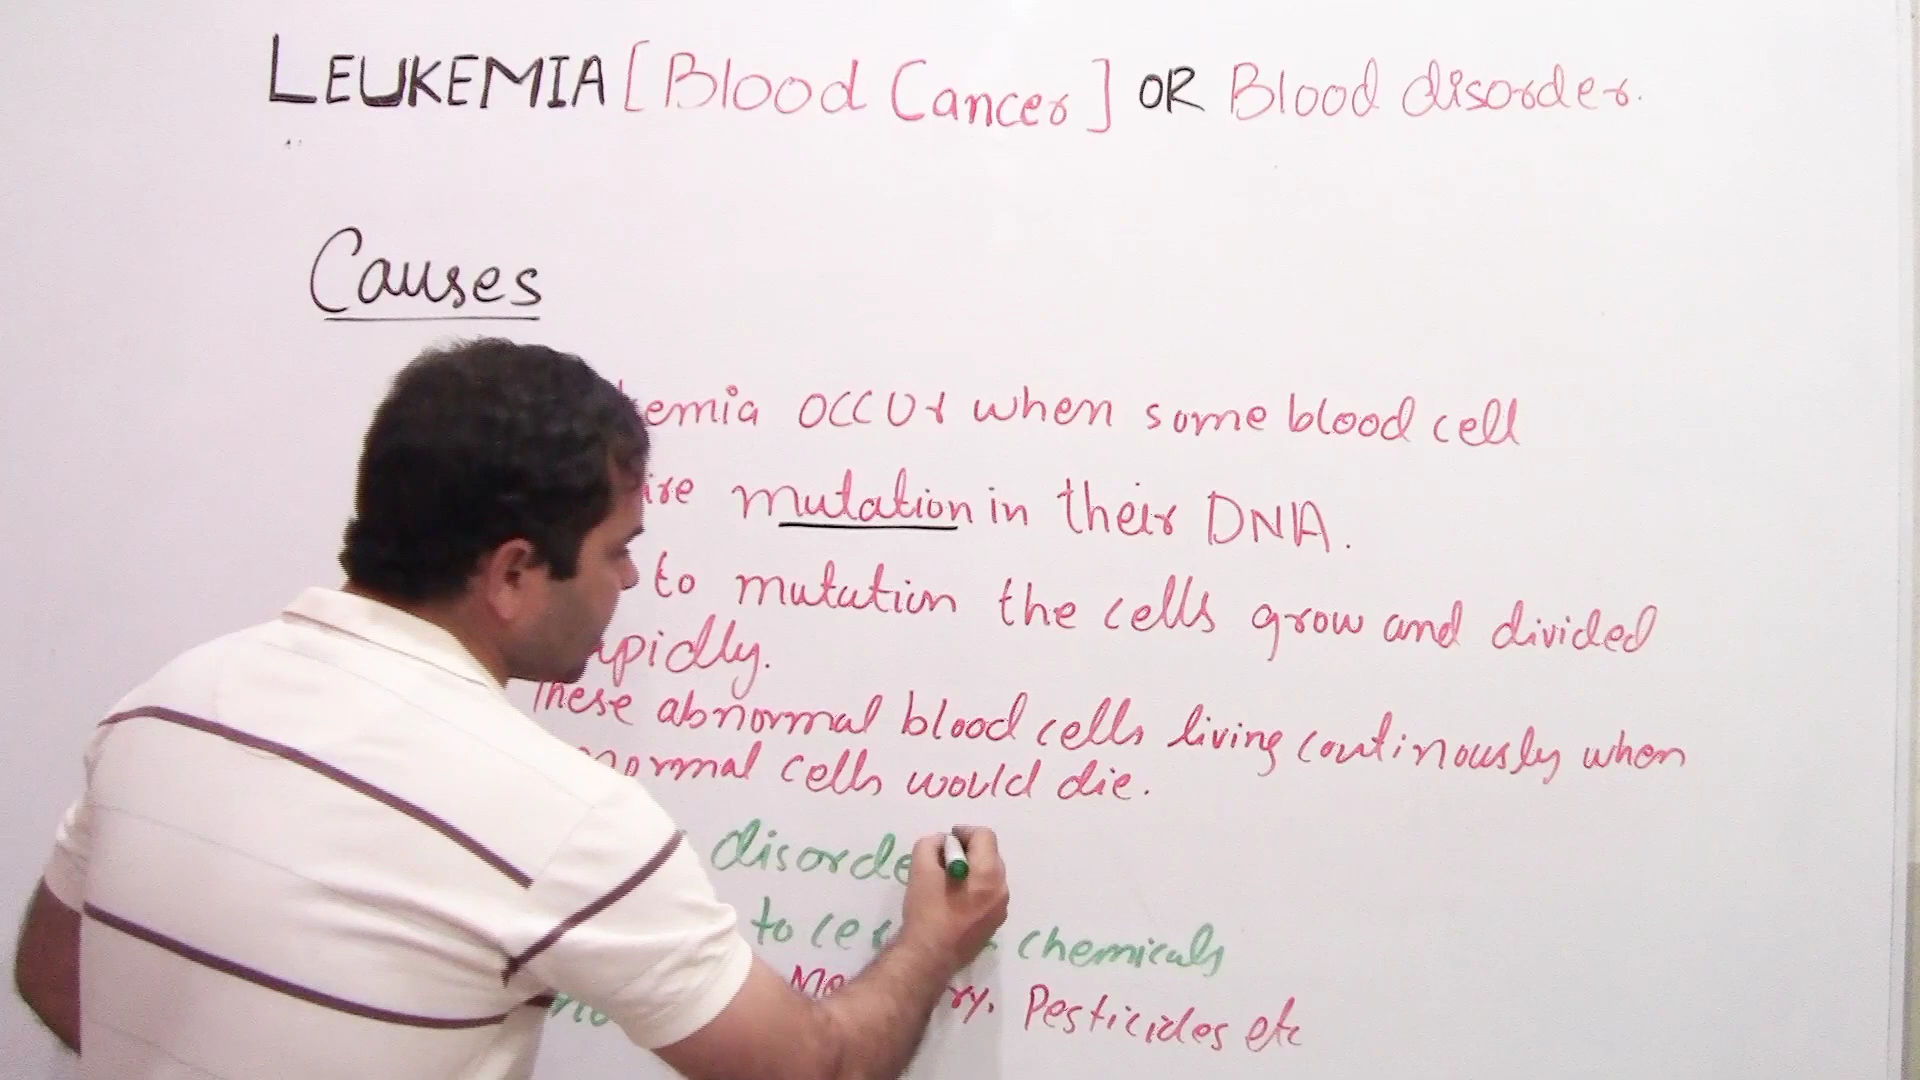 LEUKEMIA [Blood Cancer] OR Blood disorder.
Causes
emia occur when some blood cell
ire mutation in their DNA.
to mutation the cells grow and divided
pidly.
These abnormal blood cells living continously when
normal cells would die.
disorde
to chemicals
ry, Pesticides etc